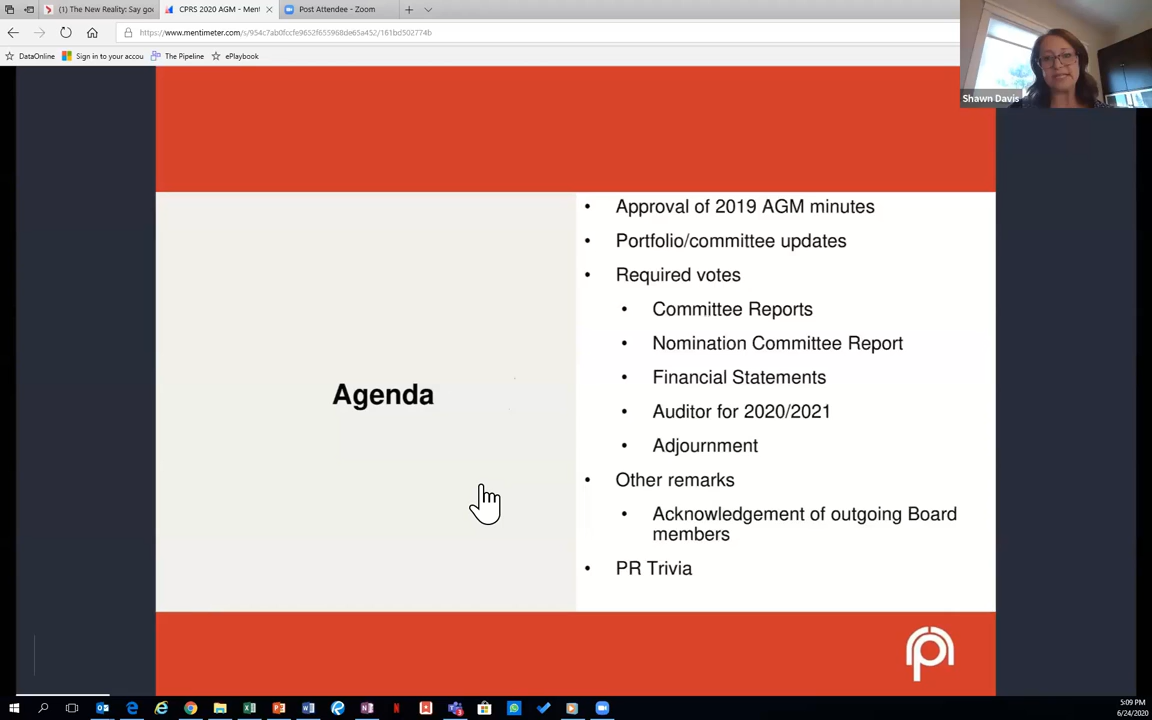 (1) The New Reality: Say goo
CPRS 2020 AGM - Ment
Post Attendee - Zoom
https://www.mentimeter.com/s/954c7ab0fccfe9652f655968de65a452/161bd502774b
DataOnline
Sign in to your accou
The Pipeline
ePlaybook
Shawn Davis
Agenda
• Approval of 2019 AGM minutes
• Portfolio/committee updates
• Required votes
• Committee Reports
• Nomination Committee Report
• Financial Statements
• Auditor for 2020/2021
• Adjournment
• Other remarks
• Acknowledgement of outgoing Board
members
• PR Trivia
5:09 PM
6/24/2020